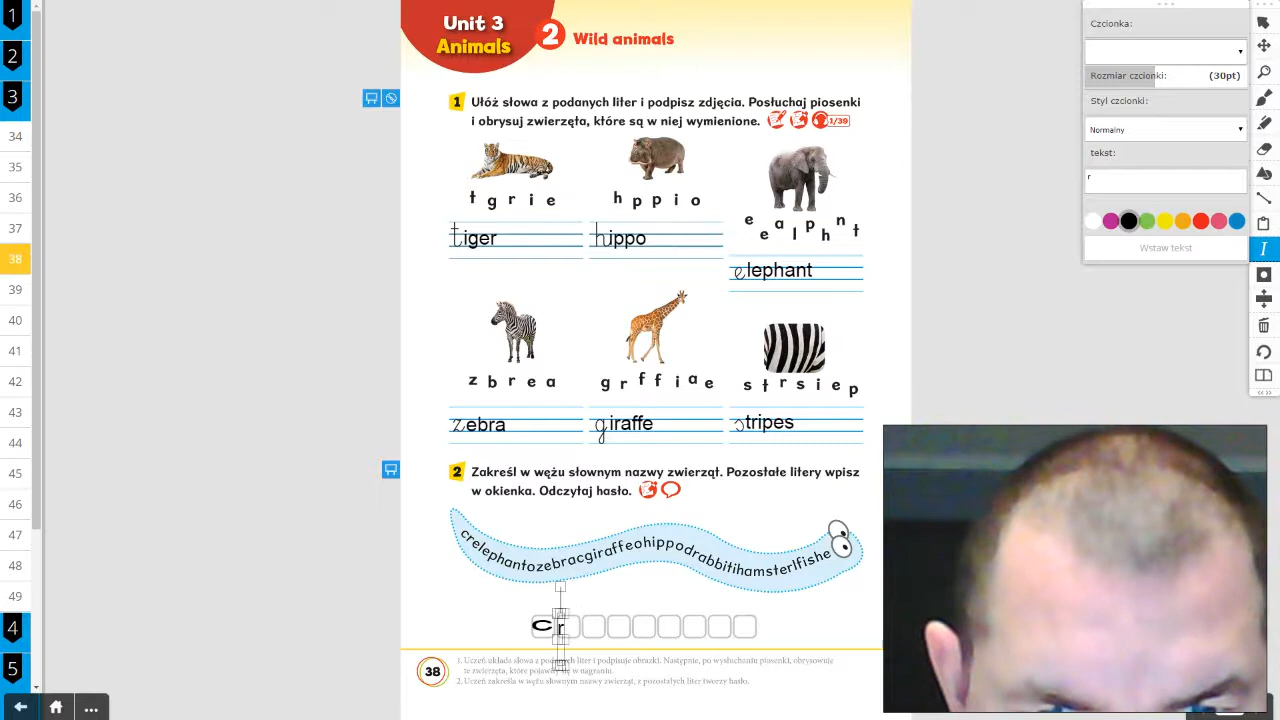 1
2
3
34
35
36
37
38
39
40
41
42
43
44
45
46
47
48
49
4
5
...
Unit 3
Animals
2 Wild animals
1 Ułóż słowa z podanych liter i podpisz zdjęcia. Posłuchaj piosenki
i obrysuj zwierzęta, które są w niej wymienione. 1/39
t g r i e
h p p i o
e e a l p h n t
tiger
hippo
elephant
z b r e a
g r f f i a e
s t r s i e p
zebra
giraffe
stripes
2 Zakreśl w wężu słownym nazwy zwierząt. Pozostałe litery wpisz
w okienka. Odczytaj hasło.
crelephantozebracgiraffeohippodrabbitihamsterlfishe
c r
38
1. Uczeń układa słowa z podanych liter i podpisuje obrazki. Następnie, po wysłuchaniu piosenki, obrysowuje
te zwierzęta, które pojawiły się w nagraniu.
2. Uczeń zakreśla w wężu słownym nazwy zwierząt, z pozostałych liter tworzy hasło.
Czcionka:
Rozmiar czcionki: (30pt)
Styl czcionki:
Normalny
tekst:
r
Wstaw tekst